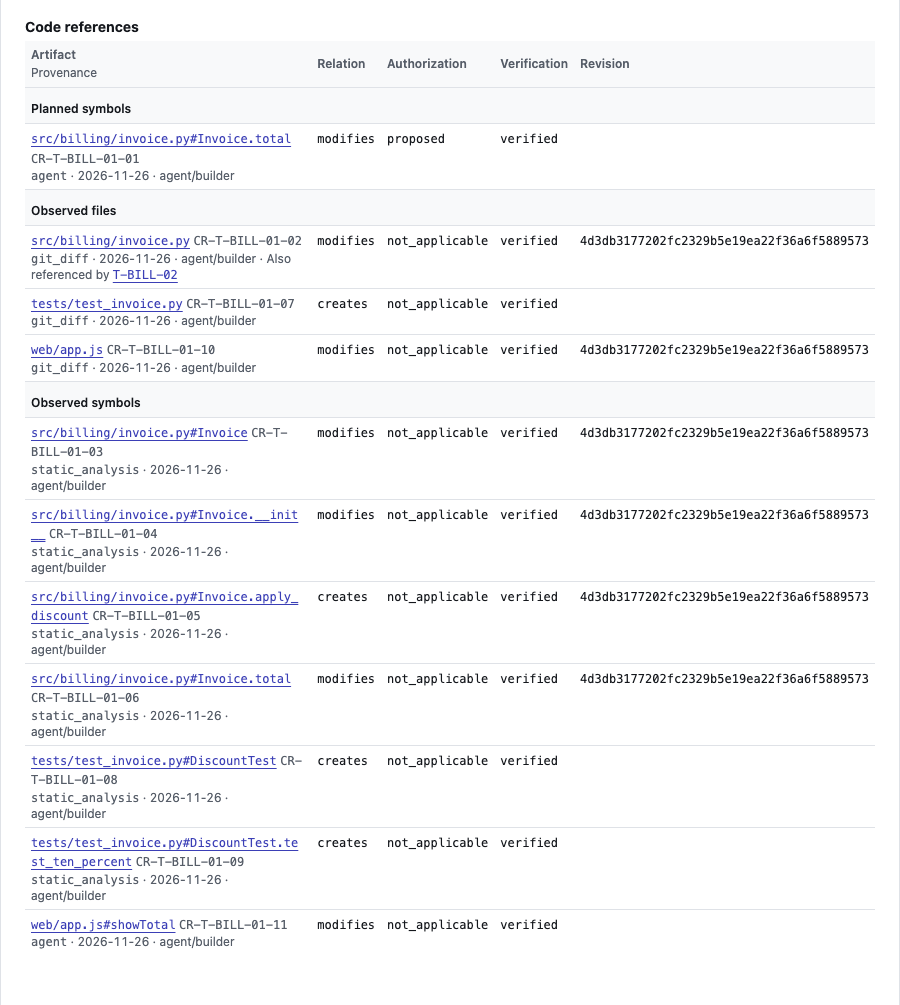 Code references
Artifact
Provenance
Relation Authorization Verification Revision
Planned symbols
src/billing/invoice.py#Invoice.total modifies proposed verified
CR-T-BILL-01-01
agent · 2026-11-26 · agent/builder
Observed files
src/billing/invoice.py CR-T-BILL-01-02 modifies not_applicable verified 4d3db3177202fc2329b5e19ea22f36a6f5889573
git_diff · 2026-11-26 · agent/builder · Also
referenced by T-BILL-02
tests/test_invoice.py CR-T-BILL-01-07 creates not_applicable verified
git_diff · 2026-11-26 · agent/builder
web/app.js CR-T-BILL-01-10 modifies not_applicable verified 4d3db3177202fc2329b5e19ea22f36a6f5889573
git_diff · 2026-11-26 · agent/builder
Observed symbols
src/billing/invoice.py#Invoice CR-T- modifies not_applicable verified 4d3db3177202fc2329b5e19ea22f36a6f5889573
BILL-01-03
static_analysis · 2026-11-26 ·
agent/builder
src/billing/invoice.py#Invoice.__init modifies not_applicable verified 4d3db3177202fc2329b5e19ea22f36a6f5889573
__ CR-T-BILL-01-04
static_analysis · 2026-11-26 ·
agent/builder
src/billing/invoice.py#Invoice.apply_ creates not_applicable verified 4d3db3177202fc2329b5e19ea22f36a6f5889573
discount CR-T-BILL-01-05
static_analysis · 2026-11-26 ·
agent/builder
src/billing/invoice.py#Invoice.total modifies not_applicable verified 4d3db3177202fc2329b5e19ea22f36a6f5889573
CR-T-BILL-01-06
static_analysis · 2026-11-26 ·
agent/builder
tests/test_invoice.py#DiscountTest CR- creates not_applicable verified
T-BILL-01-08
static_analysis · 2026-11-26 ·
agent/builder
tests/test_invoice.py#DiscountTest.te creates not_applicable verified
st_ten_percent CR-T-BILL-01-09
static_analysis · 2026-11-26 ·
agent/builder
web/app.js#showTotal CR-T-BILL-01-11 modifies not_applicable verified
agent · 2026-11-26 · agent/builder